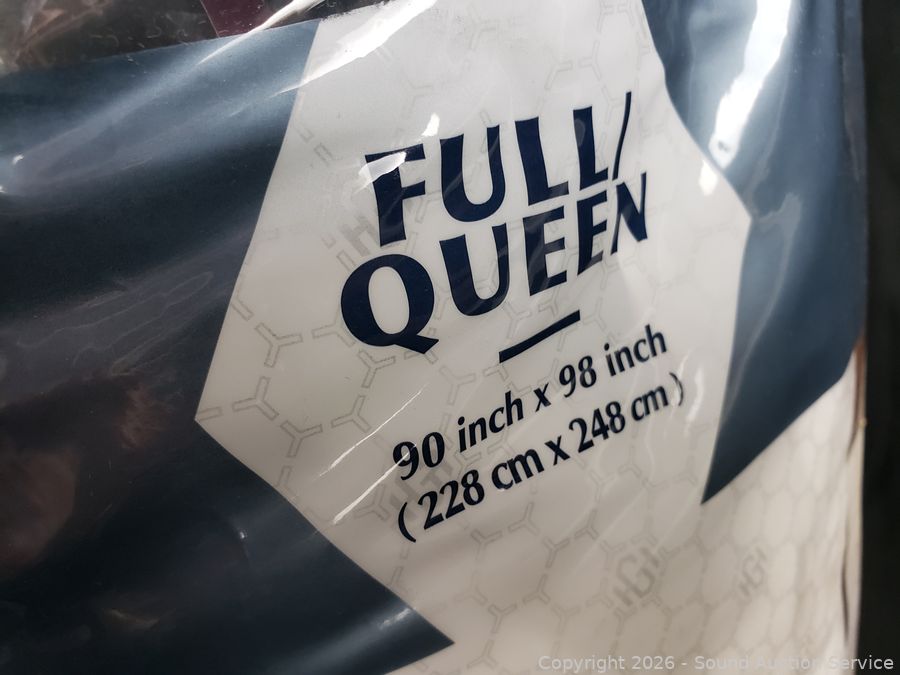 FULL/
QUEEN
90 inch x 98 inch
(228 cm x 248 cm)
Copyright 2026 - Sound Auction Service